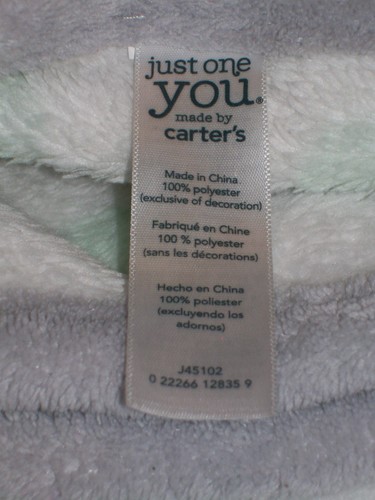 just one
you®
made by
carter's
Made in China
100% polyester
(exclusive of decoration)
Fabriqué en Chine
100 % polyester
(sans les décorations)
Hecho en China
100% poliester
(excluyendo los
adornos)
J45102
0 22266 12835 9